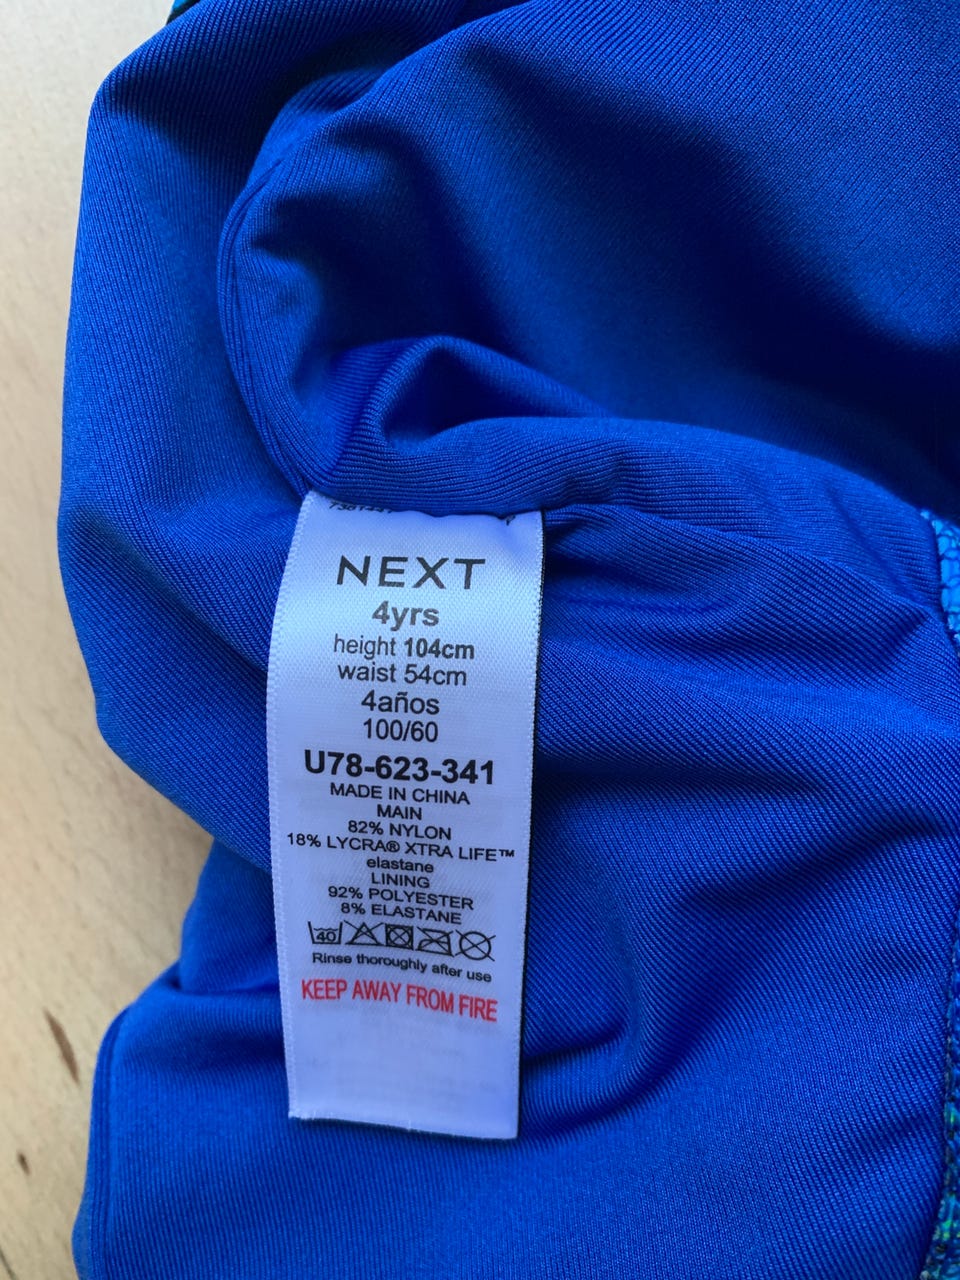 NEXT
4yrs
height 104cm
waist 54cm
4años
100/60
U78-623-341
MADE IN CHINA
MAIN
82% NYLON
18% LYCRA® XTRA LIFE™
elastane
LINING
92% POLYESTER
8% ELASTANE
40
Rinse thoroughly after use
KEEP AWAY FROM FIRE